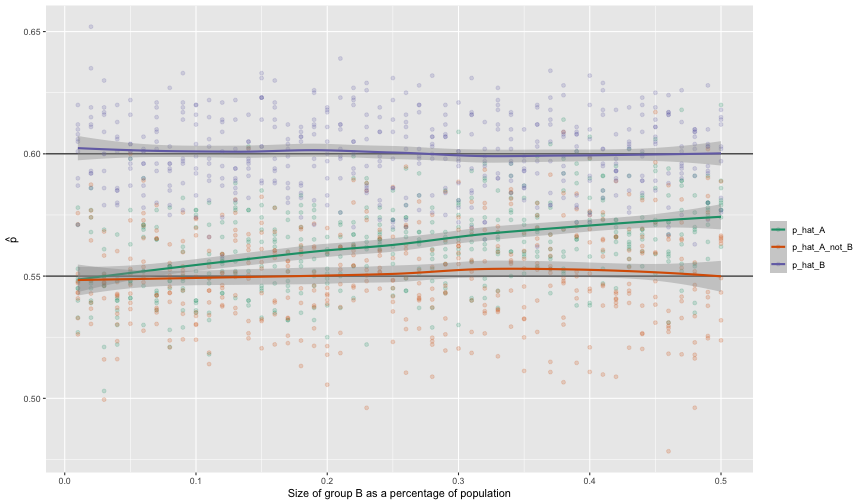 0.65
0.60
0.55
0.50
p̂
0.0
0.1
0.2
0.3
0.4
0.5
Size of group B as a percentage of population
p_hat_A
p_hat_A_not_B
p_hat_B